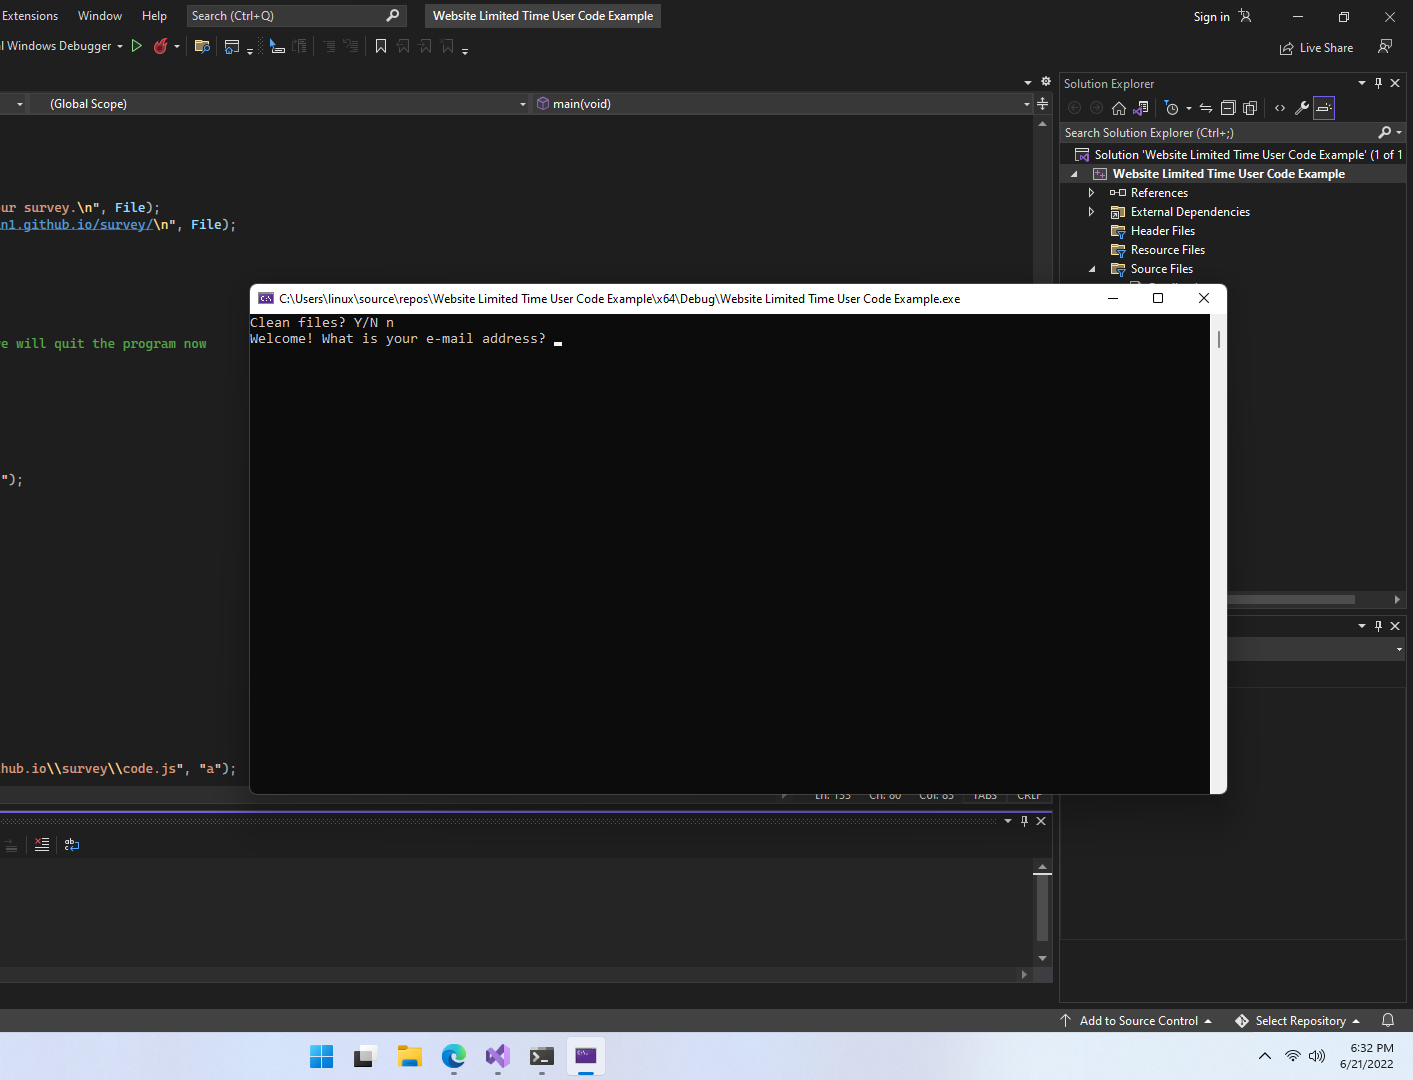 Extensions Window Help Search (Ctrl+Q) Website Limited Time User Code Example Sign in
l Windows Debugger Live Share
(Global Scope) main(void)
ur survey.\n", File);
n1.github.io/survey/\n", File);
e will quit the program now
");
hub.io\\survey\\code.js", "a");
Solution Explorer
Search Solution Explorer (Ctrl+;)
Solution 'Website Limited Time User Code Example' (1 of 1
Website Limited Time User Code Example
References
External Dependencies
Header Files
Resource Files
Source Files
C:\Users\linux\source\repos\Website Limited Time User Code Example\x64\Debug\Website Limited Time User Code Example.exe
Clean files? Y/N n
Welcome! What is your e-mail address?
Ln: 133 Ch: 80 Col: 83 TABS CRLF
Add to Source Control Select Repository
6:32 PM
6/21/2022